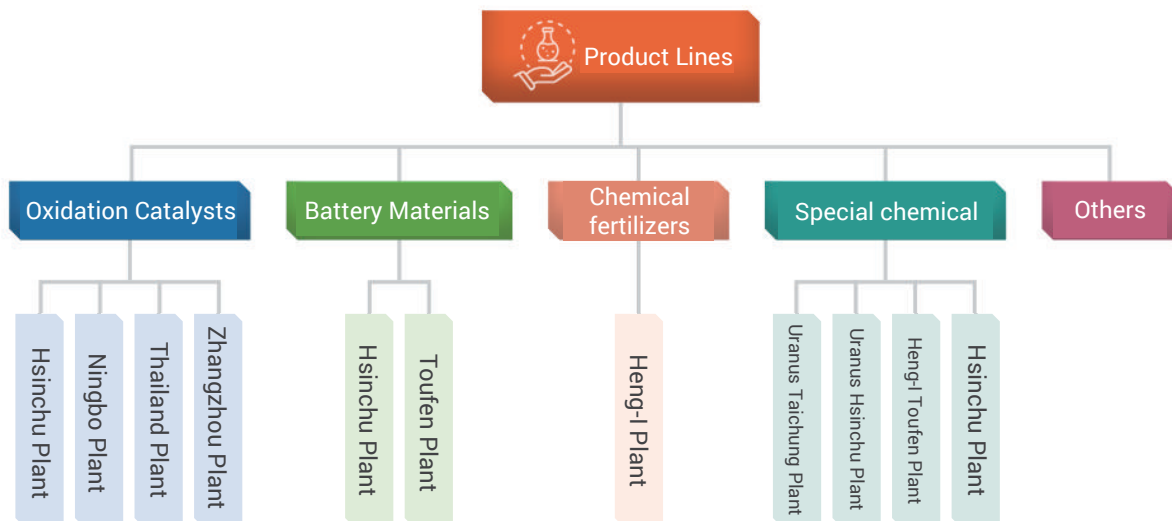 Product Lines
Oxidation Catalysts
Battery Materials
Chemical
fertilizers
Special chemical
Others
Hsinchu Plant
Ningbo Plant
Thailand Plant
Zhangzhou Plant
Hsinchu Plant
Toufen Plant
Heng-I Plant
Uranus Taichung Plant
Uranus Hsinchu Plant
Heng-I Toufen Plant
Hsinchu Plant